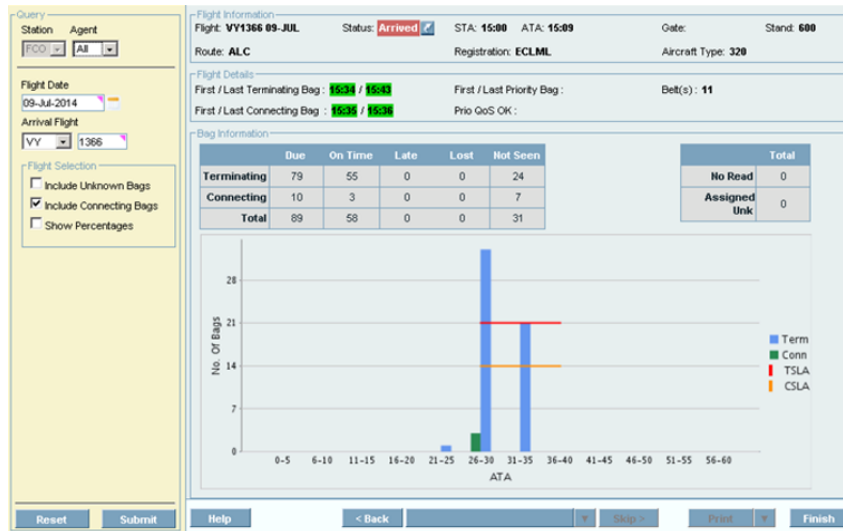 Query
Station Agent
FCO All
Flight Date
09-Jul-2014
Arrival Flight
VY 1366
Flight Selection
Include Unknown Bags
Include Connecting Bags
Show Percentages
Reset Submit
Flight Information
Flight: VY1366 09-JUL Status: Arrived STA: 15:00 ATA: 15:09 Gate: Stand: 600
Route: ALC Registration: ECLML Aircraft Type: 320
Flight Details
First / Last Terminating Bag : 15:34 / 15:43 First / Last Priority Bag : Belt(s) : 11
First / Last Connecting Bag : 15:35 / 15:36 Prio QoS OK :
Bag Information
Due On Time Late Lost Not Seen
Terminating 79 55 0 0 24
Connecting 10 3 0 0 7
Total 89 58 0 0 31
Total
No Read 0
Assigned Unk 0
No. Of Bags
28
21
14
7
0
0-5 6-10 11-15 16-20 21-25 26-30 31-35 36-40 41-45 46-50 51-55 56-60
ATA
Term
Conn
TSLA
CSLA
Help < Back Skip > Print Finish